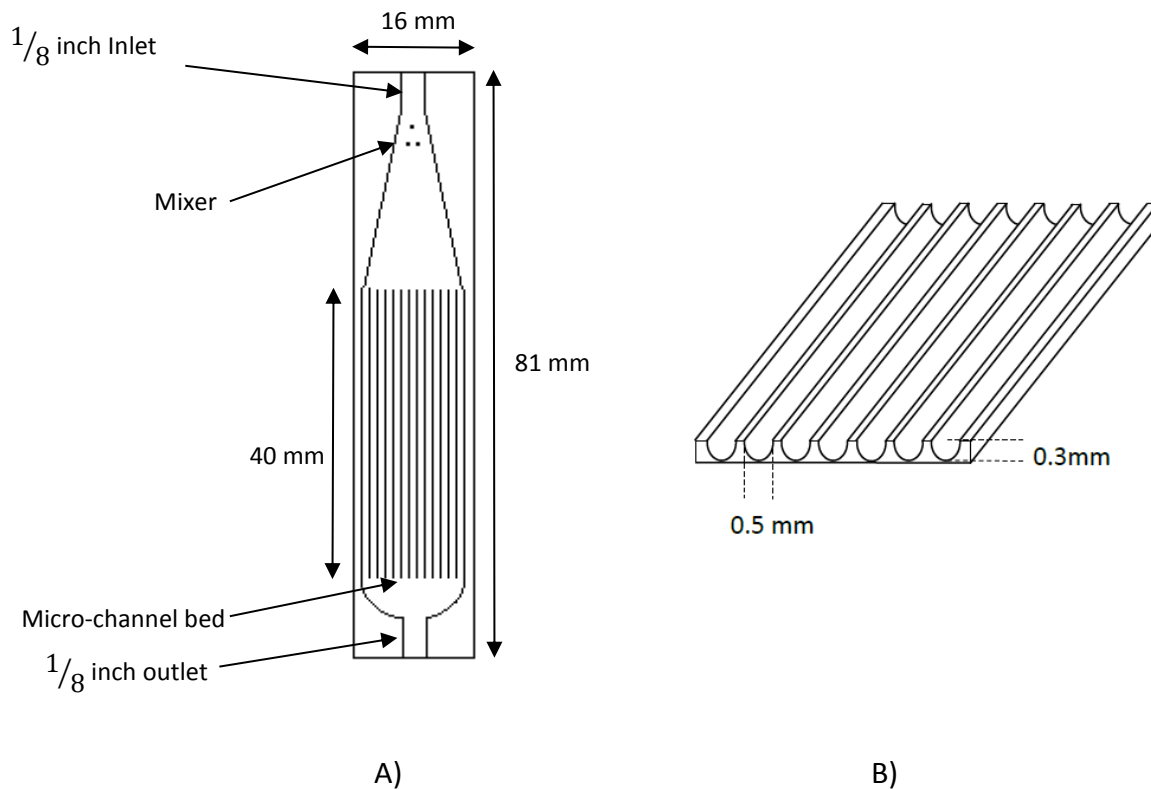 16 mm
1/8 inch Inlet
Mixer
81 mm
40 mm
0.3mm
0.5 mm
Micro-channel bed
1/8 inch outlet
A)
B)